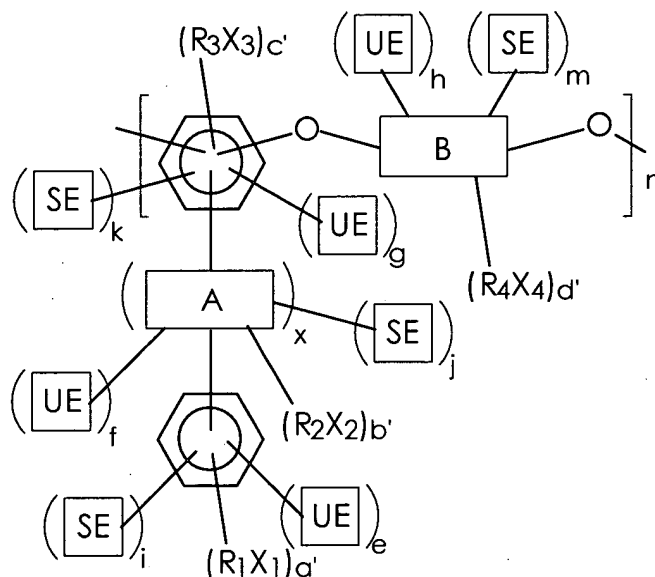 (R3X3)c' (UE)h (SE)m
[ O B O ]n
(SE)k (UE)g
(R4X4)d'
(A)x (SE)j
(UE)f (R2X2)b'
(SE)i (UE)e
(R1X1)a'